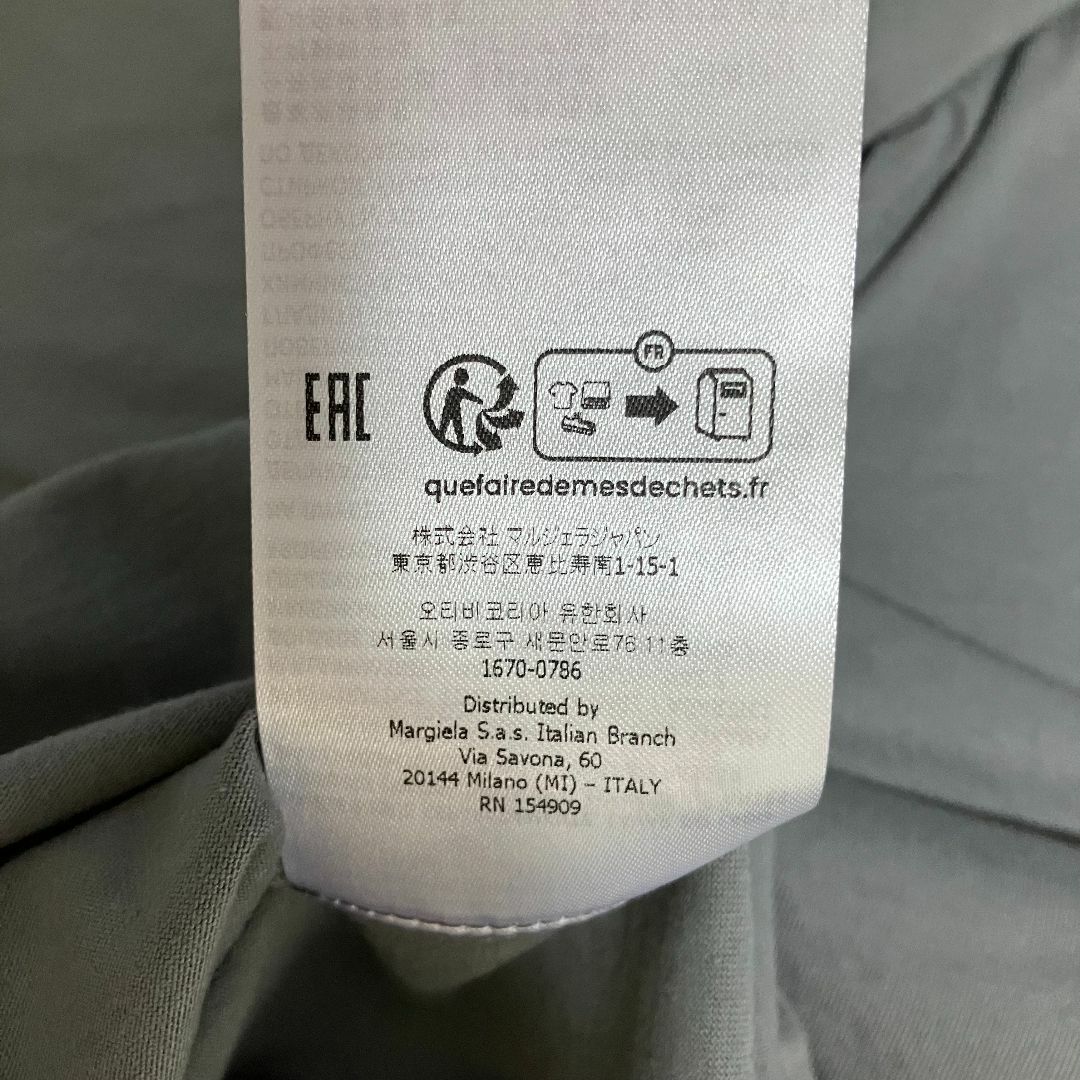 EAC
FR
quefairedemesdechets.fr
株式会社 マルジェラジャパン
東京都渋谷区恵比寿南1-15-1
오티비코리아 유한회사
서울시 종로구 새문안로76 11층
1670-0786
Distributed by
Margiela S.a.s. Italian Branch
Via Savona, 60
20144 Milano (MI) – ITALY
RN 154909